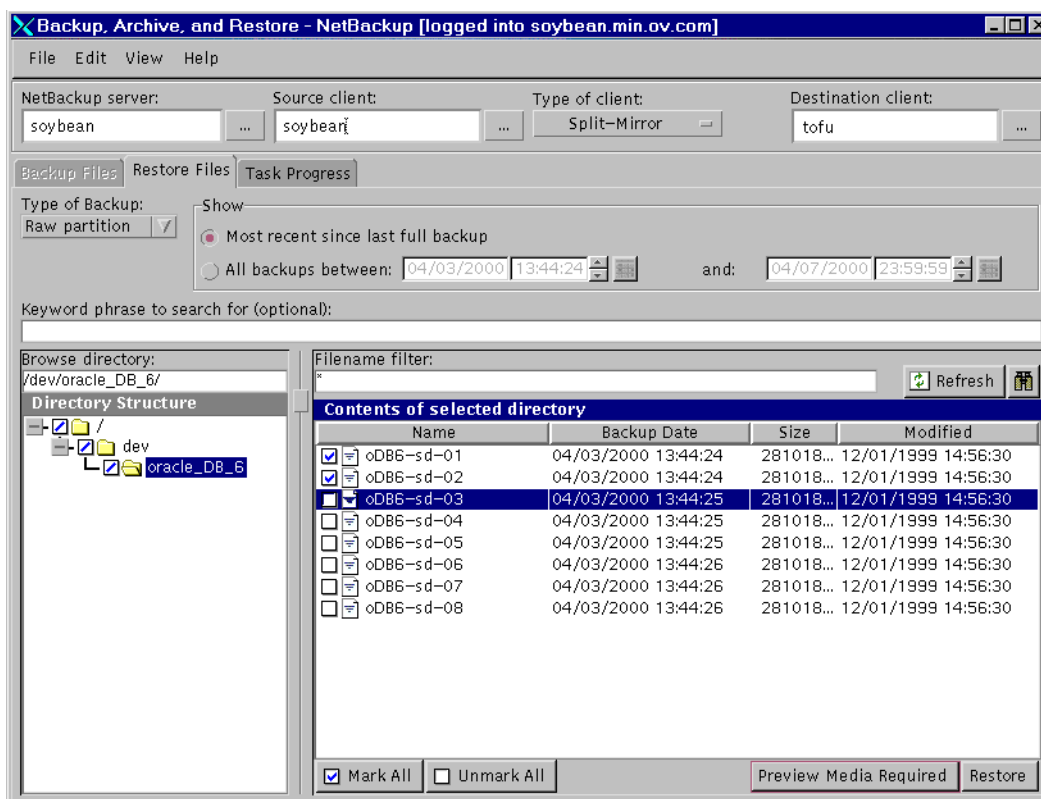 Backup, Archive, and Restore - NetBackup [logged into soybean.min.ov.com]
File Edit View Help
NetBackup server: Source client: Type of client: Destination client:
soybean ... soybean ... Split-Mirror tofu ...
Backup Files Restore Files Task Progress
Type of Backup: Show
Raw partition
Most recent since last full backup
All backups between: 04/03/2000 13:44:24 and: 04/07/2000 23:59:59
Keyword phrase to search for (optional):
Browse directory: Filename filter:
/dev/oracle_DB_6/ * Refresh
Directory Structure Contents of selected directory
/
dev
oracle_DB_6
Name Backup Date Size Modified
oDB6-sd-01 04/03/2000 13:44:24 281018... 12/01/1999 14:56:30
oDB6-sd-02 04/03/2000 13:44:24 281018... 12/01/1999 14:56:30
oDB6-sd-03 04/03/2000 13:44:25 281018... 12/01/1999 14:56:30
oDB6-sd-04 04/03/2000 13:44:25 281018... 12/01/1999 14:56:30
oDB6-sd-05 04/03/2000 13:44:25 281018... 12/01/1999 14:56:30
oDB6-sd-06 04/03/2000 13:44:26 281018... 12/01/1999 14:56:30
oDB6-sd-07 04/03/2000 13:44:26 281018... 12/01/1999 14:56:30
oDB6-sd-08 04/03/2000 13:44:26 281018... 12/01/1999 14:56:30
Mark All Unmark All Preview Media Required Restore